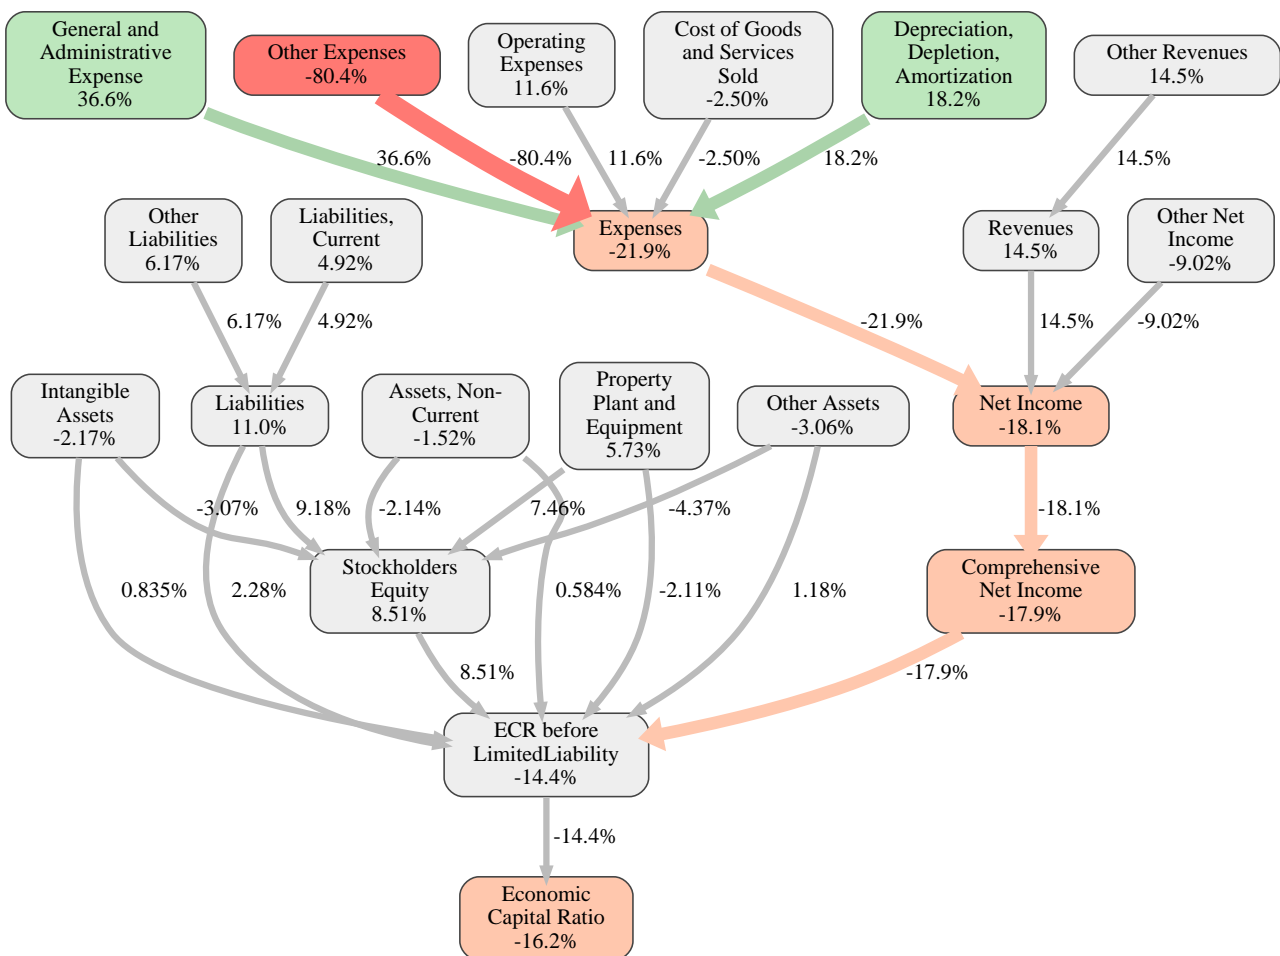 General and
Administrative
Expense
36.6%
Other Expenses
-80.4%
Operating
Expenses
11.6%
Cost of Goods
and Services
Sold
-2.50%
Depreciation,
Depletion,
Amortization
18.2%
Other Revenues
14.5%
36.6%
-80.4%
11.6%
-2.50%
18.2%
14.5%
Other
Liabilities
6.17%
Liabilities,
Current
4.92%
Expenses
-21.9%
Revenues
14.5%
Other Net
Income
-9.02%
6.17%
4.92%
-21.9%
14.5%
-9.02%
Intangible
Assets
-2.17%
Liabilities
11.0%
Assets, Non-
Current
-1.52%
Property
Plant and
Equipment
5.73%
Other Assets
-3.06%
Net Income
-18.1%
-3.07%
9.18%
-2.14%
7.46%
-4.37%
-18.1%
Stockholders
Equity
8.51%
Comprehensive
Net Income
-17.9%
0.835%
2.28%
0.584%
-2.11%
1.18%
8.51%
-17.9%
ECR before
LimitedLiability
-14.4%
-14.4%
Economic
Capital Ratio
-16.2%